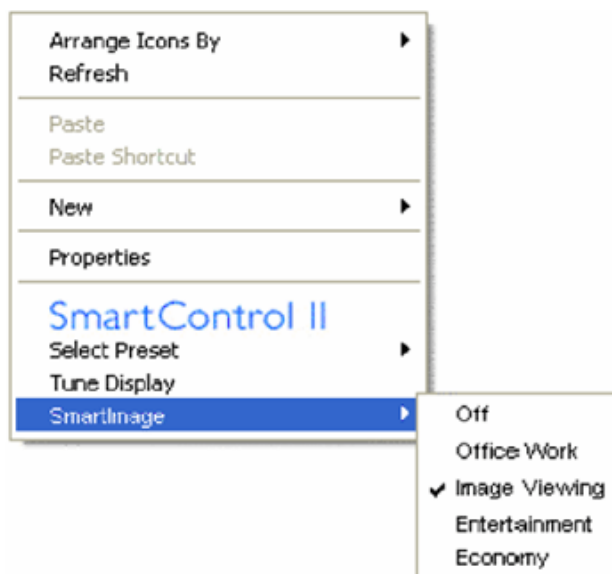 Arrange Icons By
Refresh
Paste
Paste Shortcut
New
Properties
SmartControl II
Select Preset
Tune Display
SmartImage
Off
Office Work
Image Viewing
Entertainment
Economy